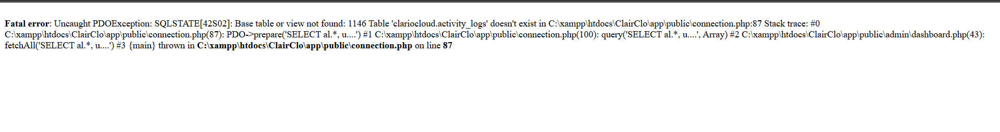 Fatal error: Uncaught PDOException: SQLSTATE[42S02]: Base table or view not found: 1146 Table 'clariocloud.activity_logs' doesn't exist in C:\xampp\htdocs\ClairClo\app\public\connection.php:87 Stack trace: #0
C:\xampp\htdocs\ClairClo\app\public\connection.php(87): PDO->prepare('SELECT al.*, u....') #1 C:\xampp\htdocs\ClairClo\app\public\connection.php(100): query('SELECT al.*, u....', Array) #2 C:\xampp\htdocs\ClairClo\app\public\admin\dashboard.php(43):
fetchAll('SELECT al.*, u....') #3 {main} thrown in C:\xampp\htdocs\ClairClo\app\public\connection.php on line 87